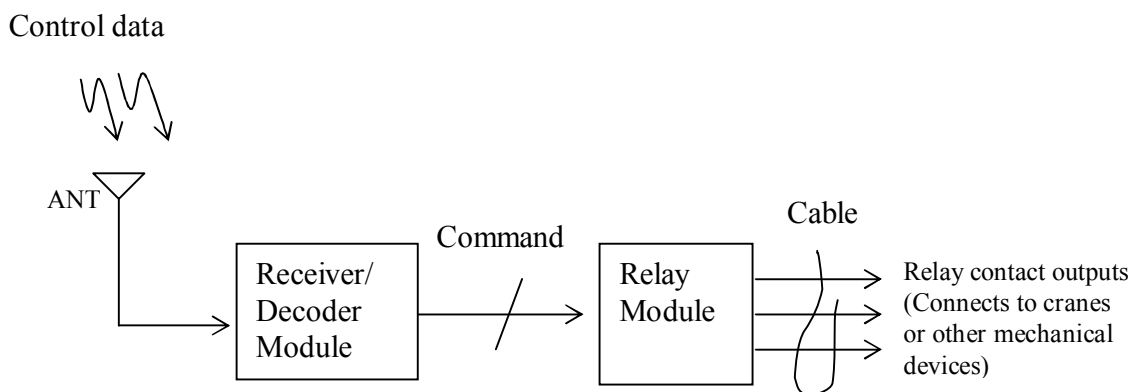 Control data
ANT
Receiver/
Decoder
Module
Command
Relay
Module
Cable
Relay contact outputs
(Connects to cranes
or other mechanical
devices)